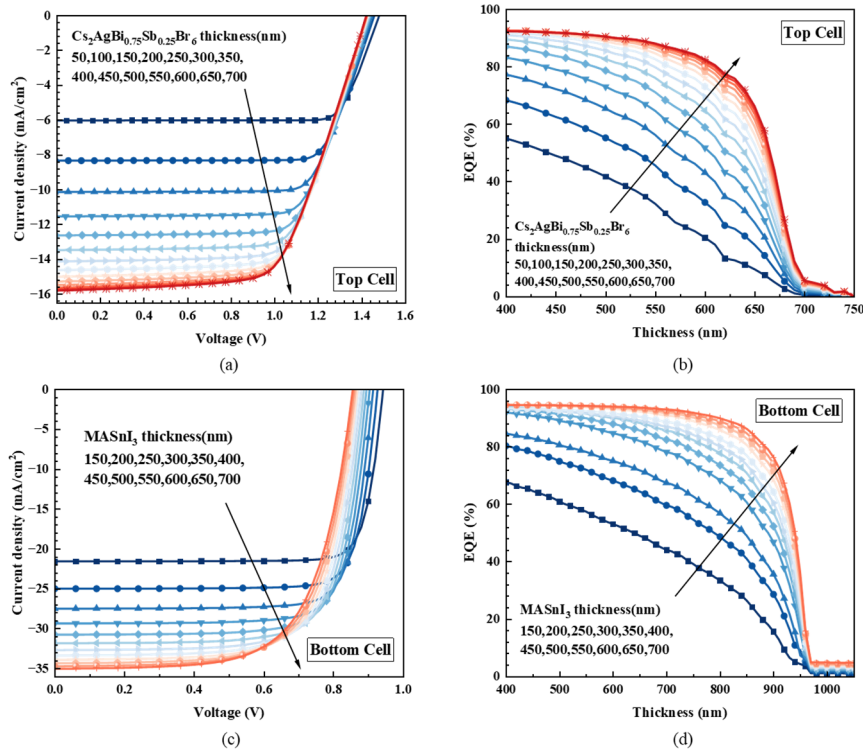 Cs₂AgBi₀.₇₅Sb₀.₂₅Br₆ thickness(nm)
50,100,150,200,250,300,350,
400,450,500,550,600,650,700
Top Cell
Current density (mA/cm²)
0
-2
-4
-6
-8
-10
-12
-14
-16
0.0 0.2 0.4 0.6 0.8 1.0 1.2 1.4 1.6
Voltage (V)
(a)
Top Cell
EQE (%)
100
80
60
40
20
0
Cs₂AgBi₀.₇₅Sb₀.₂₅Br₆
thickness(nm)
50,100,150,200,250,300,350,
400,450,500,550,600,650,700
400 450 500 550 600 650 700 750
Thickness (nm)
(b)
MASnI₃ thickness(nm)
150,200,250,300,350,400,
450,500,550,600,650,700
Bottom Cell
Current density (mA/cm²)
0
-5
-10
-15
-20
-25
-30
-35
0.0 0.2 0.4 0.6 0.8 1.0
Voltage (V)
(c)
Bottom Cell
EQE (%)
100
80
60
40
20
0
MASnI₃ thickness(nm)
150,200,250,300,350,400,
450,500,550,600,650,700
400 500 600 700 800 900 1000
Thickness (nm)
(d)